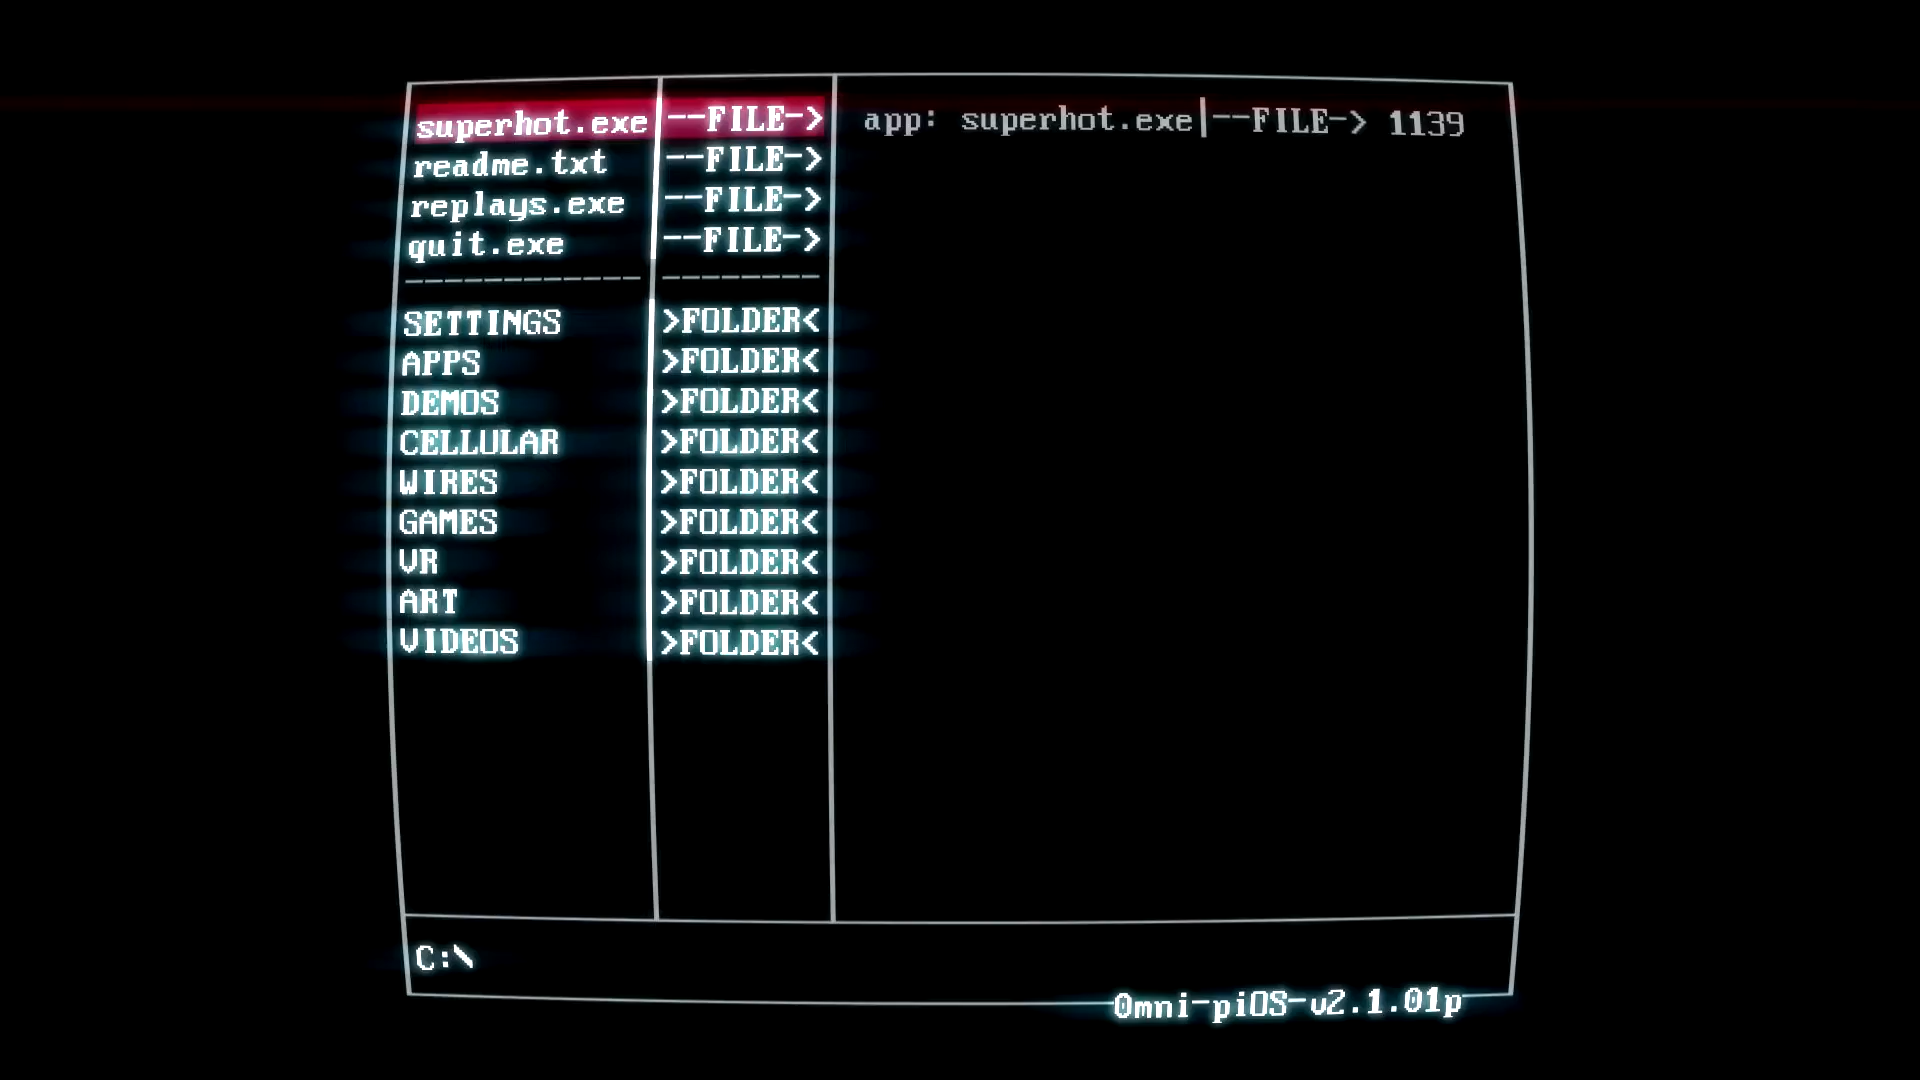 superhot.exe --FILE-> app: superhot.exe|--FILE-> 1139
readme.txt --FILE->
replays.exe --FILE->
quit.exe --FILE->
------------- --------
SETTINGS >FOLDER<
APPS >FOLDER<
DEMOS >FOLDER<
CELLULAR >FOLDER<
WIRES >FOLDER<
GAMES >FOLDER<
VR >FOLDER<
ART >FOLDER<
VIDEOS >FOLDER<
C:\
0mni-piOS-v2.1.01p